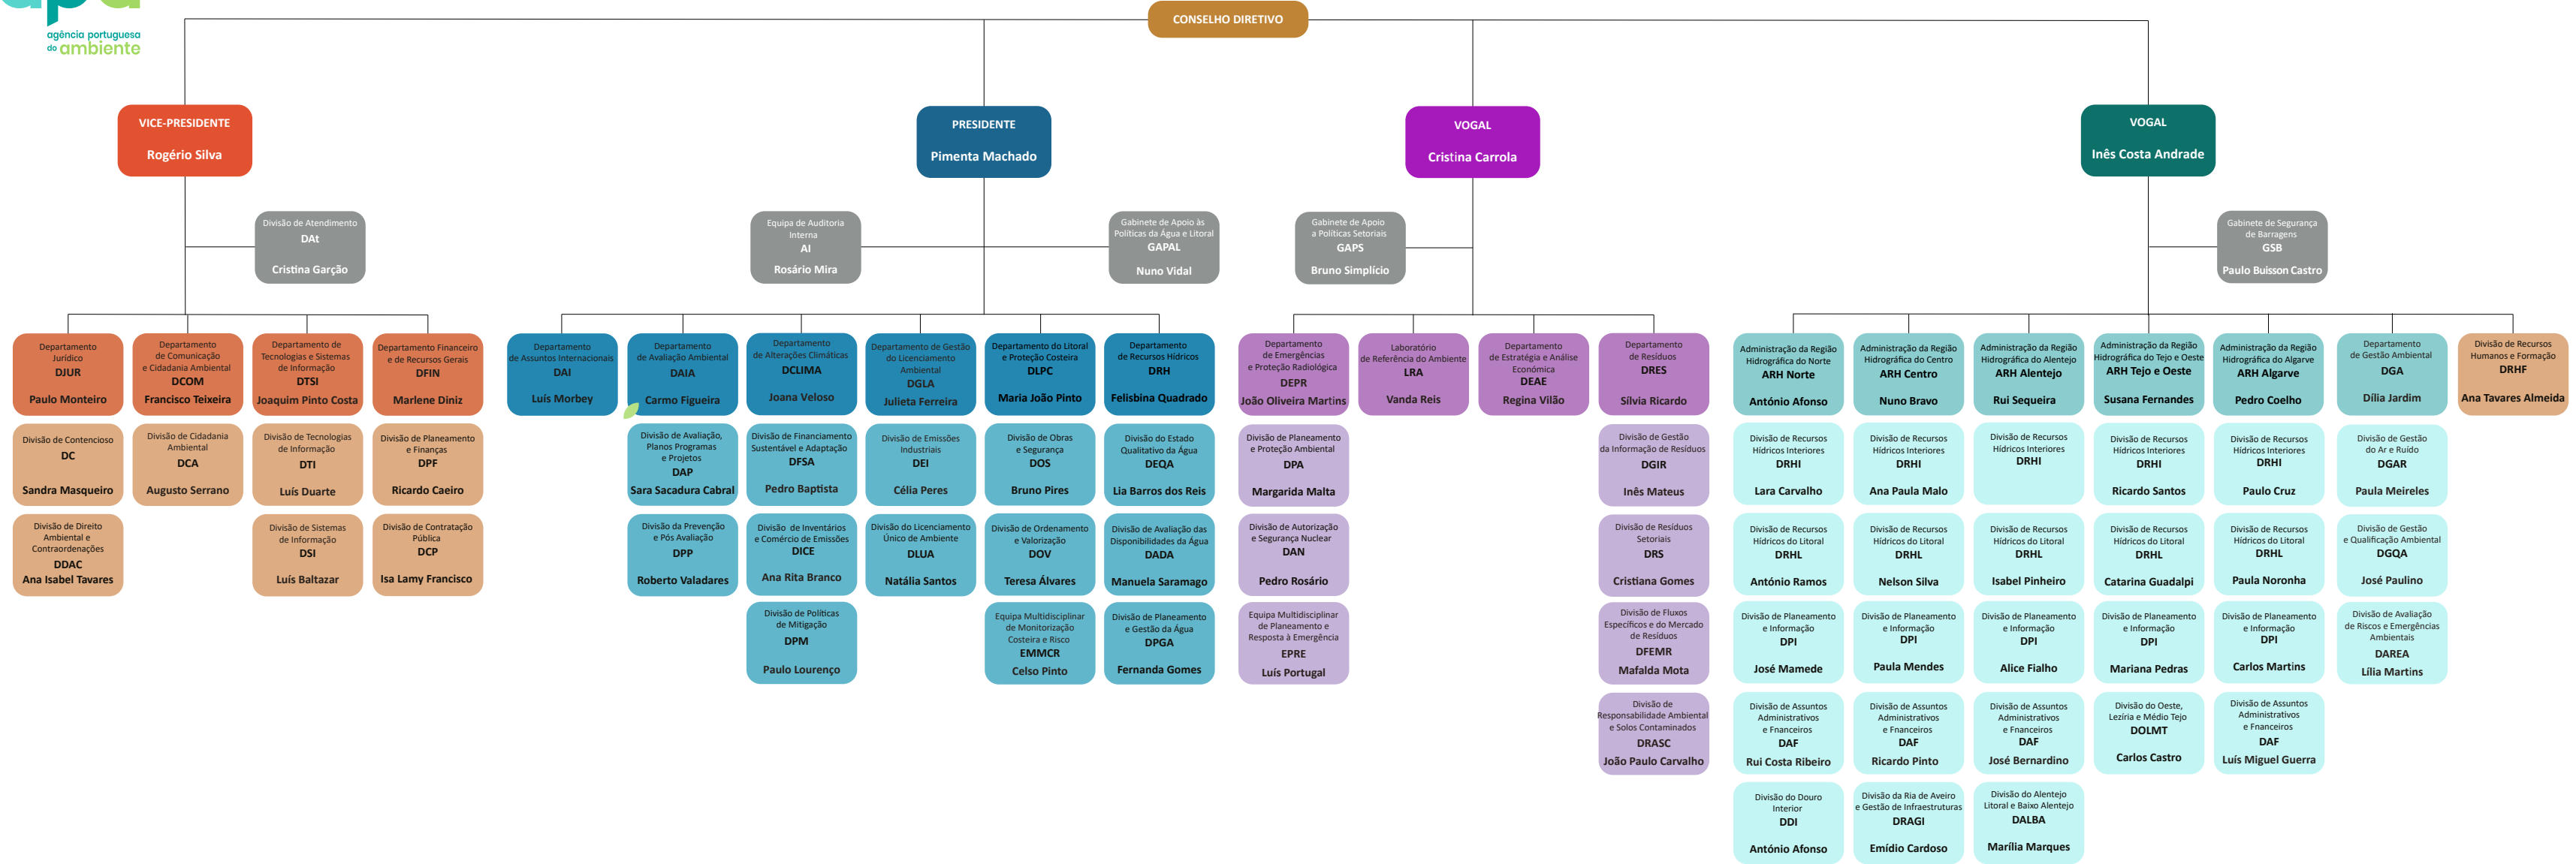 apa
agência portuguesa
do ambiente
CONSELHO DIRETIVO
VICE-PRESIDENTE
Rogério Silva
PRESIDENTE
Pimenta Machado
VOGAL
Cristina Carrola
VOGAL
Inês Costa Andrade
Divisão de Atendimento
DAt
Cristina Garção
Equipa de Auditoria
Interna
AI
Rosário Mira
Gabinete de Apoio às
Políticas da Água e Litoral
GAPAL
Nuno Vidal
Gabinete de Apoio
a Políticas Setoriais
GAPS
Bruno Simplício
Gabinete de Segurança
de Barragens
GSB
Paulo Buisson Castro
Departamento
Jurídico
DJUR
Paulo Monteiro
Departamento
de Comunicação
e Cidadania Ambiental
DCOM
Francisco Teixeira
Departamento de
Tecnologias e Sistemas
de Informação
DTSI
Joaquim Pinto Costa
Departamento Financeiro
e de Recursos Gerais
DFIN
Marlene Diniz
Departamento
de Assuntos Internacionais
DAI
Luís Morbey
Departamento
de Avaliação Ambiental
DAIA
Carmo Figueira
Departamento
de Alterações Climáticas
DCLIMA
Joana Veloso
Departamento de Gestão
do Licenciamento
Ambiental
DGLA
Julieta Ferreira
Departamento do Litoral
e Proteção Costeira
DLPC
Maria João Pinto
Departamento
de Recursos Hídricos
DRH
Felisbina Quadrado
Departamento
de Emergências
e Proteção Radiológica
DEPR
João Oliveira Martins
Laboratório
de Referência do Ambiente
LRA
Vanda Reis
Departamento
de Estratégia e Análise
Económica
DEAE
Regina Vilão
Departamento
de Resíduos
DRES
Sílvia Ricardo
Administração da Região
Hidrográfica do Norte
ARH Norte
António Afonso
Administração da Região
Hidrográfica do Centro
ARH Centro
Nuno Bravo
Administração da Região
Hidrográfica do Alentejo
ARH Alentejo
Rui Sequeira
Administração da Região
Hidrográfica do Tejo e Oeste
ARH Tejo e Oeste
Susana Fernandes
Administração da Região
Hidrográfica do Algarve
ARH Algarve
Pedro Coelho
Departamento
de Gestão Ambiental
DGA
Dília Jardim
Divisão de Recursos
Humanos e Formação
DRHF
Ana Tavares Almeida
Divisão de Contencioso
DC
Sandra Masqueiro
Divisão de Cidadania
Ambiental
DCA
Augusto Serrano
Divisão de Tecnologias
de Informação
DTI
Luís Duarte
Divisão de Planeamento
e Finanças
DPF
Ricardo Caeiro
Divisão de Avaliação,
Planos Programas
e Projetos
DAP
Sara Sacadura Cabral
Divisão de Financiamento
Sustentável e Adaptação
DFSA
Pedro Baptista
Divisão de Emissões
Industriais
DEI
Célia Peres
Divisão de Obras
e Segurança
DOS
Bruno Pires
Divisão do Estado
Qualitativo da Água
DEQA
Lia Barros dos Reis
Divisão de Planeamento
e Proteção Ambiental
DPA
Margarida Malta
Divisão de Gestão
da Informação de Resíduos
DGIR
Inês Mateus
Divisão de Recursos
Hídricos Interiores
DRHI
Lara Carvalho
Divisão de Recursos
Hídricos Interiores
DRHI
Ana Paula Malo
Divisão de Recursos
Hídricos Interiores
DRHI
Divisão de Recursos
Hídricos Interiores
DRHI
Ricardo Santos
Divisão de Recursos
Hídricos Interiores
DRHI
Paulo Cruz
Divisão de Gestão
do Ar e Ruído
DGAR
Paula Meireles
Divisão de Direito
Ambiental e
Contraordenações
DDAC
Ana Isabel Tavares
Divisão de Sistemas
de Informação
DSI
Luís Baltazar
Divisão de Contratação
Pública
DCP
Isa Lamy Francisco
Divisão da Prevenção
e Pós Avaliação
DPP
Roberto Valadares
Divisão de Inventários
e Comércio de Emissões
DICE
Ana Rita Branco
Divisão do Licenciamento
Único de Ambiente
DLUA
Natália Santos
Divisão de Ordenamento
e Valorização
DOV
Teresa Álvares
Divisão de Avaliação das
Disponibilidades da Água
DADA
Manuela Saramago
Divisão de Autorização
e Segurança Nuclear
DAN
Pedro Rosário
Divisão de Resíduos
Setoriais
DRS
Cristiana Gomes
Divisão de Recursos
Hídricos do Litoral
DRHL
António Ramos
Divisão de Recursos
Hídricos do Litoral
DRHL
Nelson Silva
Divisão de Recursos
Hídricos do Litoral
DRHL
Isabel Pinheiro
Divisão de Recursos
Hídricos do Litoral
DRHL
Catarina Guadalpi
Divisão de Recursos
Hídricos do Litoral
DRHL
Paula Noronha
Divisão de Gestão
e Qualificação Ambiental
DGQA
José Paulino
Divisão de Políticas
de Mitigação
DPM
Paulo Lourenço
Equipa Multidisciplinar
de Monitorização
Costeira e Risco
EMMCR
Celso Pinto
Divisão de Planeamento
e Gestão da Água
DPGA
Fernanda Gomes
Equipa Multidisciplinar
de Planeamento e
Resposta à Emergência
EPRE
Luís Portugal
Divisão de Fluxos
Específicos e do Mercado
de Resíduos
DFEMR
Mafalda Mota
Divisão de Planeamento
e Informação
DPI
José Mamede
Divisão de Planeamento
e Informação
DPI
Paula Mendes
Divisão de Planeamento
e Informação
DPI
Alice Fialho
Divisão de Planeamento
e Informação
DPI
Mariana Pedras
Divisão de Planeamento
e Informação
DPI
Carlos Martins
Divisão de Avaliação
de Riscos e Emergências
Ambientais
DAREA
Lília Martins
Divisão de
Responsabilidade Ambiental
e Solos Contaminados
DRASC
João Paulo Carvalho
Divisão de Assuntos
Administrativos
e Fnanceiros
DAF
Rui Costa Ribeiro
Divisão de Assuntos
Administrativos
e Fnanceiros
DAF
Ricardo Pinto
Divisão de Assuntos
Administrativos
e Fnanceiros
DAF
José Bernardino
Divisão do Oeste,
Lezíria e Médio Tejo
DOLMT
Carlos Castro
Divisão de Assuntos
Administrativos
e Fnanceiros
DAF
Luís Miguel Guerra
Divisão do Douro
Interior
DDI
António Afonso
Divisão da Ria de Aveiro
e Gestão de Infraestruturas
DRAGI
Emídio Cardoso
Divisão do Alentejo
Litoral e Baixo Alentejo
DALBA
Marília Marques